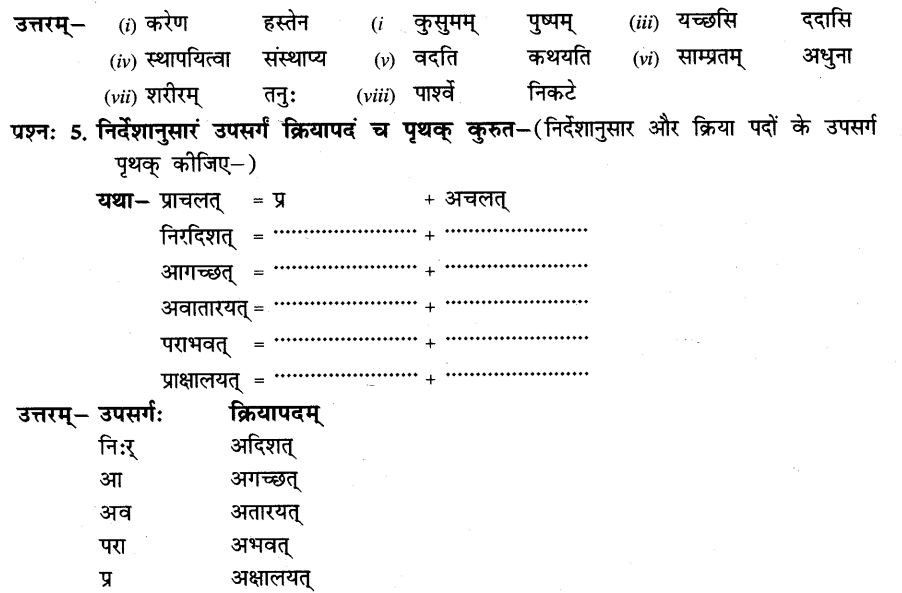 उत्तरम्– (i) करेण हस्तेन (i कुसुमम् पुष्पम् (iii) यच्छसि ददासि
(iv) स्थापयित्वा संस्थाप्य (v) वदति कथयति (vi) साम्प्रतम् अधुना
(vii) शरीरम् तनुः (viii) पार्श्वे निकटे
प्रश्नः 5. निर्देशानुसारं उपसर्गं क्रियापदं च पृथक् कुरुत–(निर्देशानुसार और क्रिया पदों के उपसर्ग
पृथक् कीजिए–)
यथा– प्राचलत् = प्र + अचलत्
निरदिशत् = ........................ + ........................
आगच्छत् = ........................ + ........................
अवातारयत् = ........................ + ........................
पराभवत् = ........................ + ........................
प्राक्षालयत् = ........................ + ........................
उत्तरम्– उपसर्गः क्रियापदम्
निःर् अदिशत्
आ अगच्छत्
अव अतारयत्
परा अभवत्
प्र अक्षालयत्